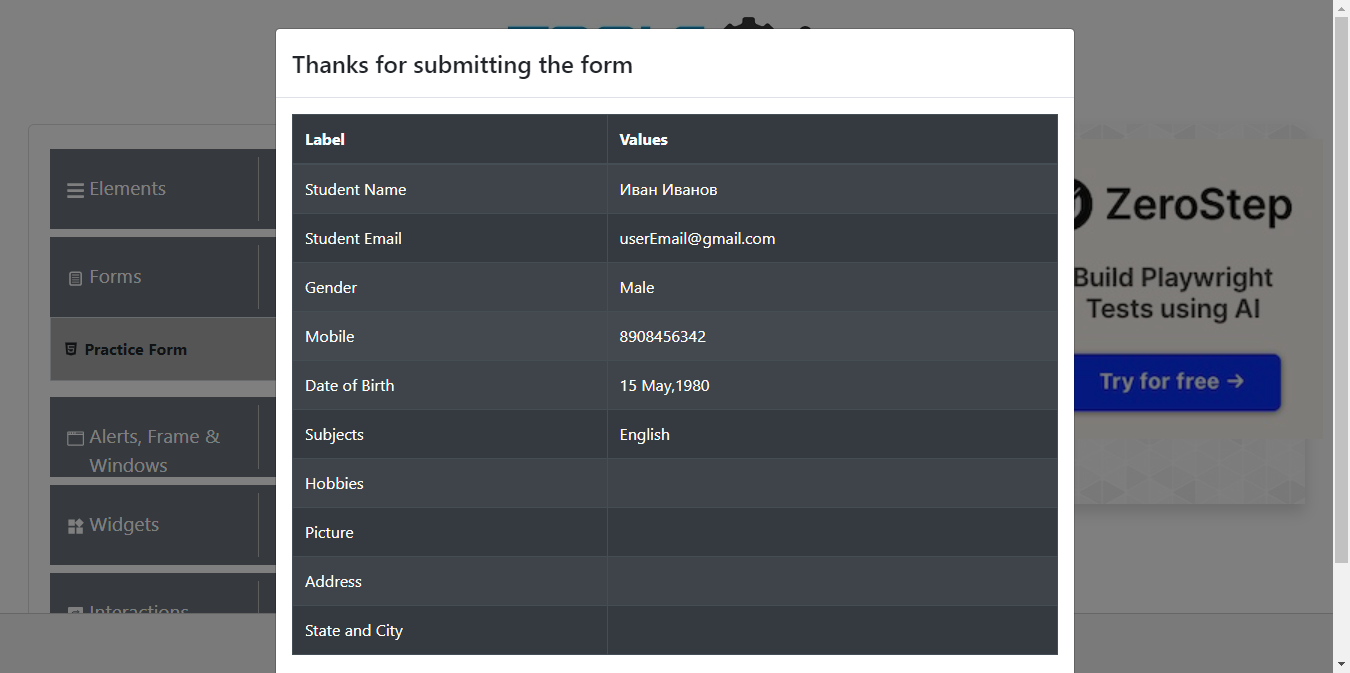 Thanks for submitting the form
Label Values
Student Name Иван Иванов
Student Email userEmail@gmail.com
Gender Male
Mobile 8908456342
Date of Birth 15 May,1980
Subjects English
Hobbies
Picture
Address
State and City
Elements
Forms
Practice Form
Alerts, Frame &
Windows
Widgets
Interactions
ZeroStep
Build Playwright
Tests using AI
Try for free →